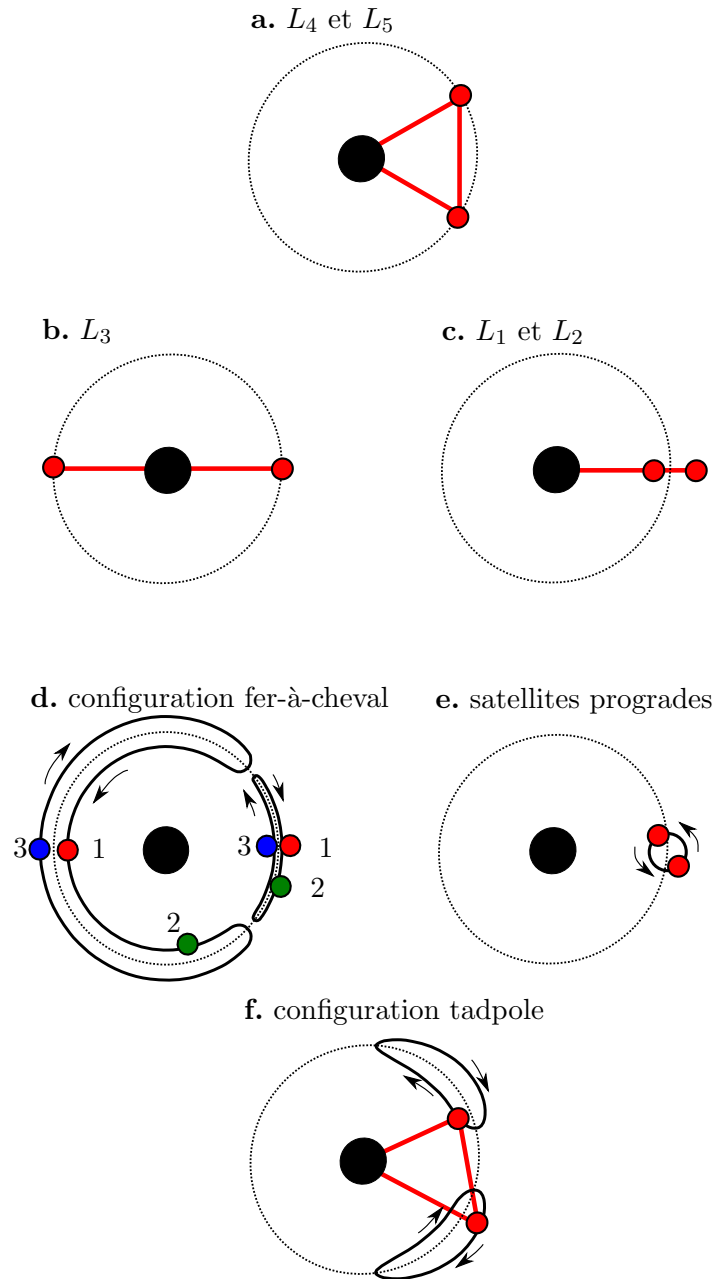 a. L₄ et L₅
b. L₃
c. L₁ et L₂
d. configuration fer-à-cheval
e. satellites progrades
3 1 3 1
2
2
f. configuration tadpole